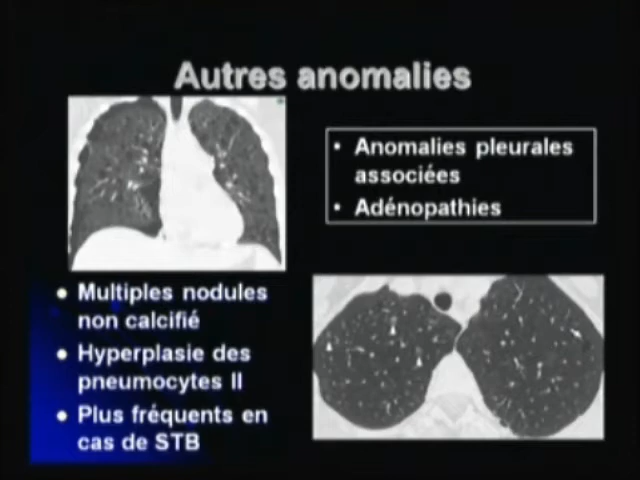 Autres anomalies
• Anomalies pleurales
associées
• Adénopathies
• Multiples nodules
non calcifié
• Hyperplasie des
pneumocytes II
• Plus fréquents en
cas de STB